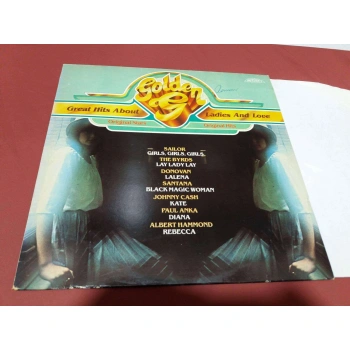 Golden
Great Hits About Ladies And Love
Original Hits Original Hits
SAILOR
GIRLS, GIRLS, GIRLS
THE BYRDS
LAY LADY LAY
DONOVAN
LALENA
SANTANA
BLACK MAGIC WOMAN
JOHNNY CASH
KATE
PAUL ANKA
DIANA
ALBERT HAMMOND
REBECCA